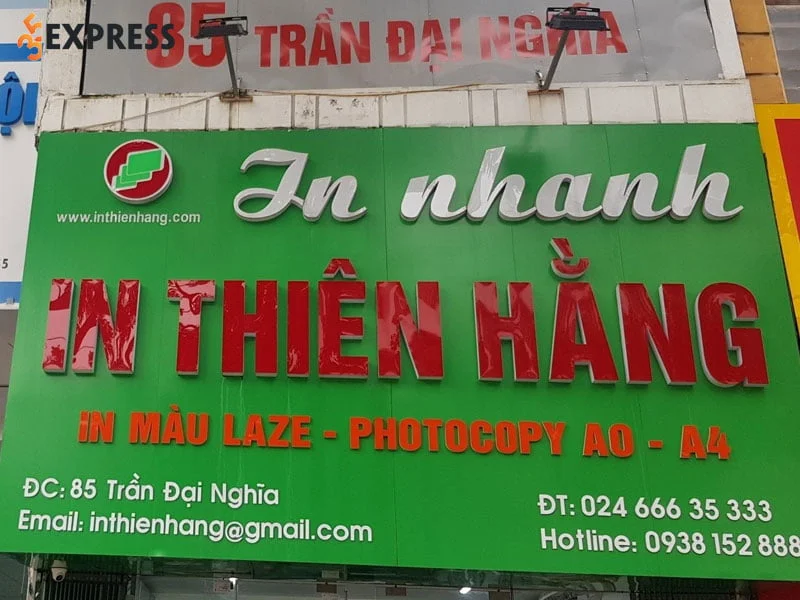 EXPRESS
85 TRẦN ĐẠI NGHĨA
www.inthienhang.com
In nhanh
IN THIÊN HẰNG
IN MÀU LAZE - PHOTOCOPY AO - A4
ĐC: 85 Trần Đại Nghĩa
Email: inthienhang@gmail.com
ĐT: 024 666 35 333
Hotline: 0938 152 888